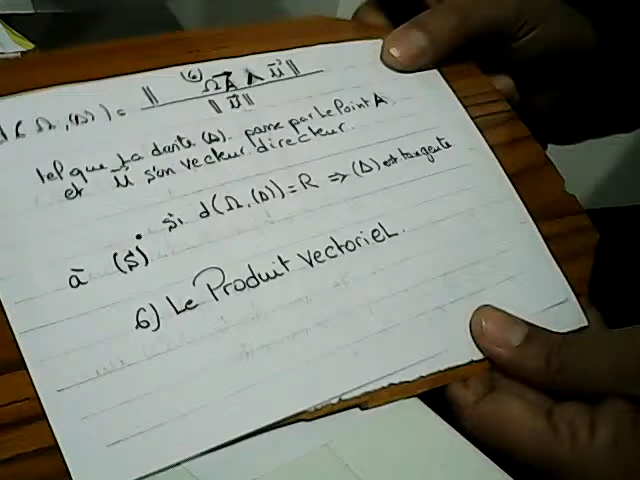 (6)
d(Ω,(Δ)) = ‖ΩA⃗ ∧ u⃗‖ / ‖u⃗‖
tel que la droite (Δ) passe par le Point A
et u⃗ son vecteur directeur.
• si d(Ω,(Δ)) = R ⇒ (Δ) est tangente
à (S)
6) Le Produit vectoriel